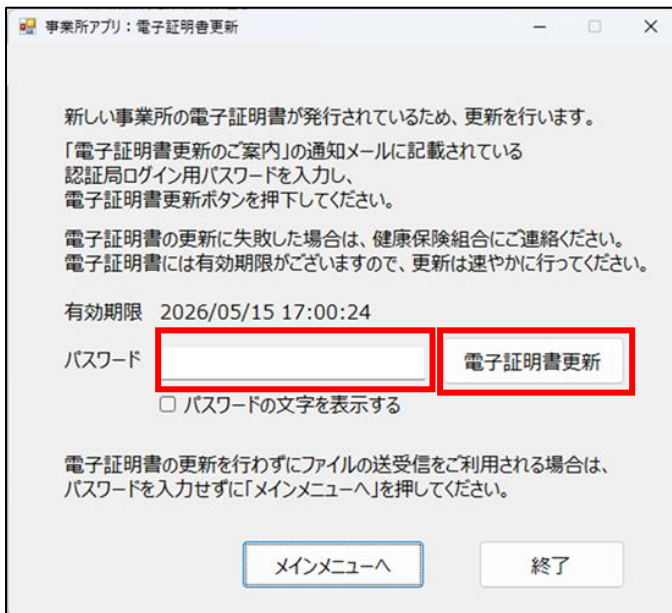 事業所アプリ：電子証明書更新
新しい事業所の電子証明書が発行されているため、更新を行います。
「電子証明書更新のご案内」の通知メールに記載されている
認証局ログイン用パスワードを入力し、
電子証明書更新ボタンを押下してください。
電子証明書の更新に失敗した場合は、健康保険組合にご連絡ください。
電子証明書には有効期限がございますので、更新は速やかに行ってください。
有効期限 2026/05/15 17:00:24
パスワード 電子証明書更新
パスワードの文字を表示する
電子証明書の更新を行わずにファイルの送受信をご利用される場合は、
パスワードを入力せずに「メインメニューへ」を押してください。
メインメニューへ 終了